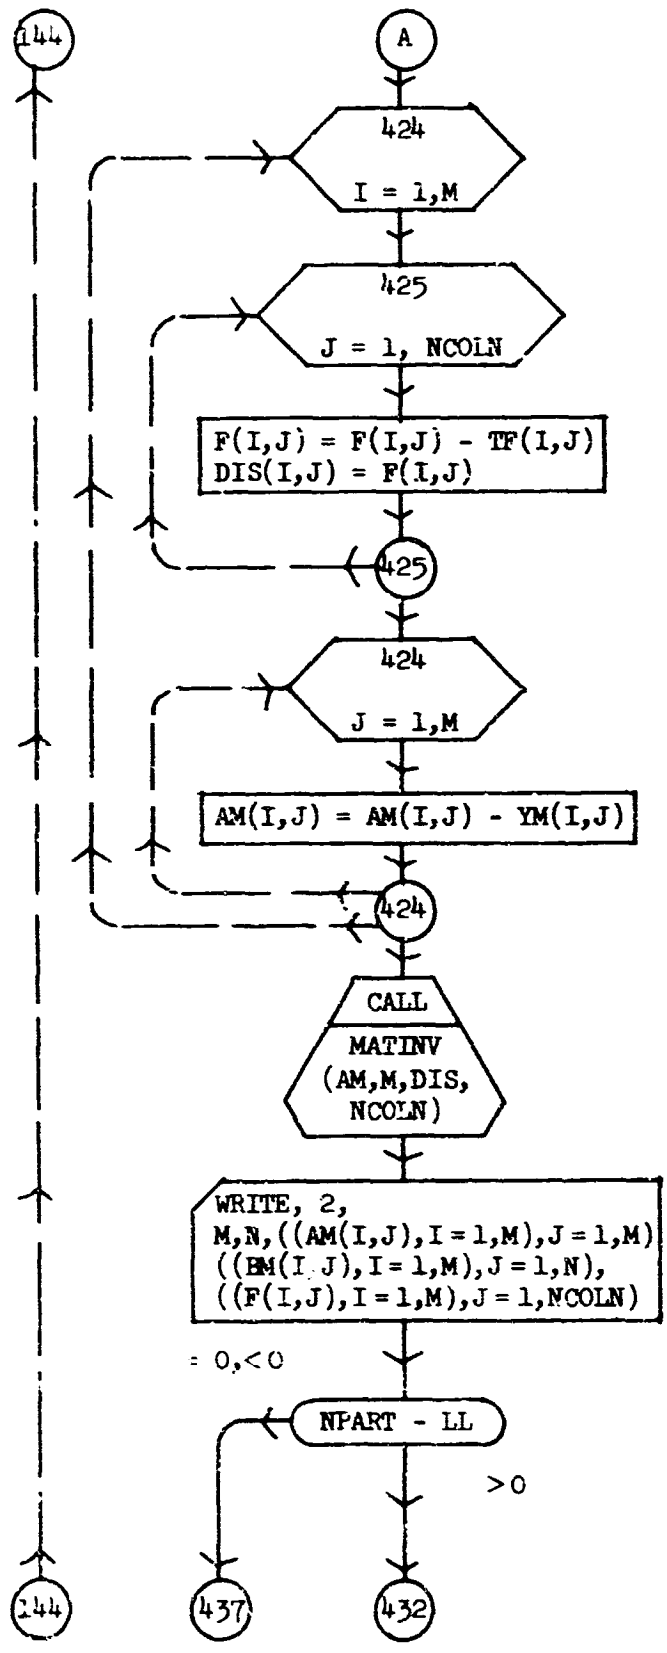 144
A
424
I = 1,M
425
J = 1, NCOLN
F(I,J) = F(I,J) - TF(I,J)
DIS(I,J) = F(I,J)
425
424
J = 1,M
AM(I,J) = AM(I,J) - YM(I,J)
424
CALL
MATINV
(AM,M,DIS,
NCOLN)
WRITE, 2,
M,N,((AM(I,J),I=1,M),J=1,M)
((BM(I,J),I=1,M),J=1,N),
((F(I,J),I=1,M),J=1,NCOLN)
= 0,<0
NPART - LL
>0
144
437
432